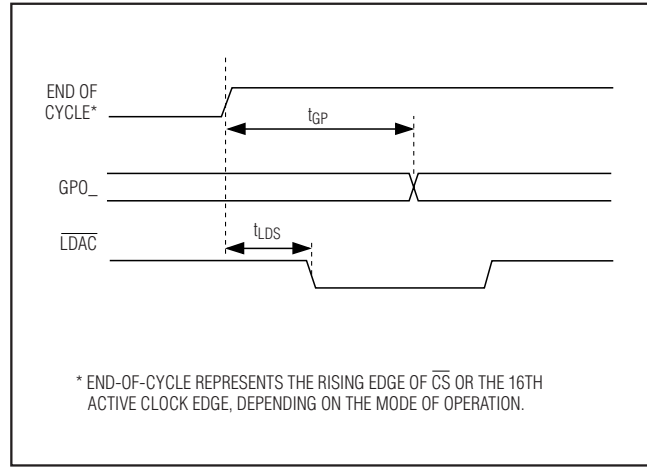 END OF
CYCLE*
tGP
GPO_
LDAC
tLDS
* END-OF-CYCLE REPRESENTS THE RISING EDGE OF CS OR THE 16TH
ACTIVE CLOCK EDGE, DEPENDING ON THE MODE OF OPERATION.